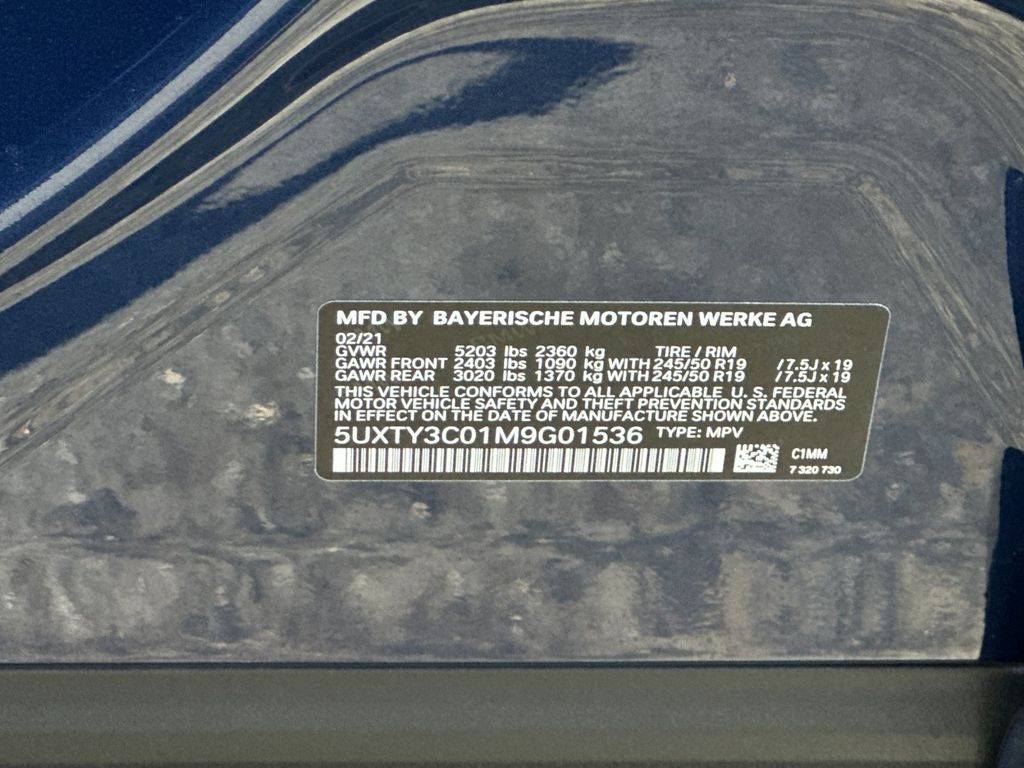 MFD BY BAYERISCHE MOTOREN WERKE AG
02/21
GVWR 5203 lbs 2360 kg TIRE / RIM
GAWR FRONT 2403 lbs 1090 kg WITH 245/50 R19 / 7.5J x 19
GAWR REAR 3020 lbs 1370 kg WITH 245/50 R19 / 7.5J x 19
THIS VEHICLE CONFORMS TO ALL APPLICABLE U. S. FEDERAL
MOTOR VEHICLE SAFETY AND THEFT PREVENTION STANDARDS
IN EFFECT ON THE DATE OF MANUFACTURE SHOWN ABOVE.
5UXTY3C01M9G01536 TYPE: MPV
C1MM
7 320 730